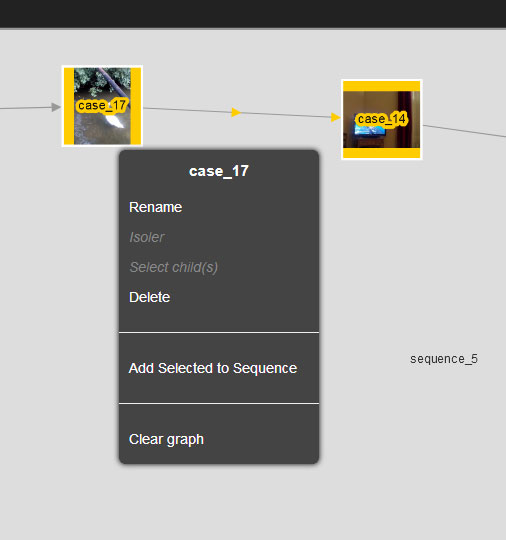 case_17
case_14
case_17
Rename
Isoler
Select child(s)
Delete
sequence_5
Add Selected to Sequence
Clear graph